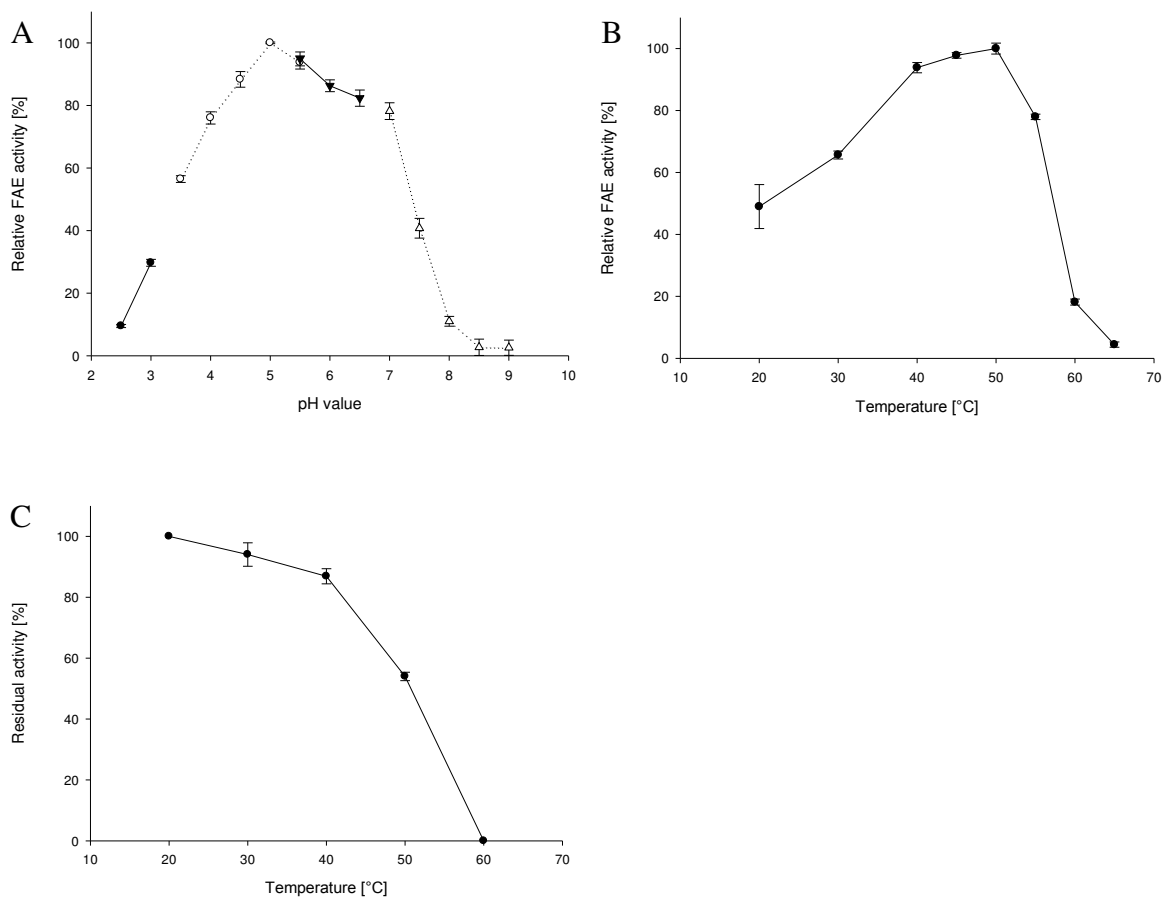 A
Relative FAE activity [%]
100
80
60
40
20
0
2 3 4 5 6 7 8 9 10
pH value
B
Relative FAE activity [%]
100
80
60
40
20
0
10 20 30 40 50 60 70
Temperature [°C]
C
Residual activity [%]
100
80
60
40
20
0
10 20 30 40 50 60 70
Temperature [°C]